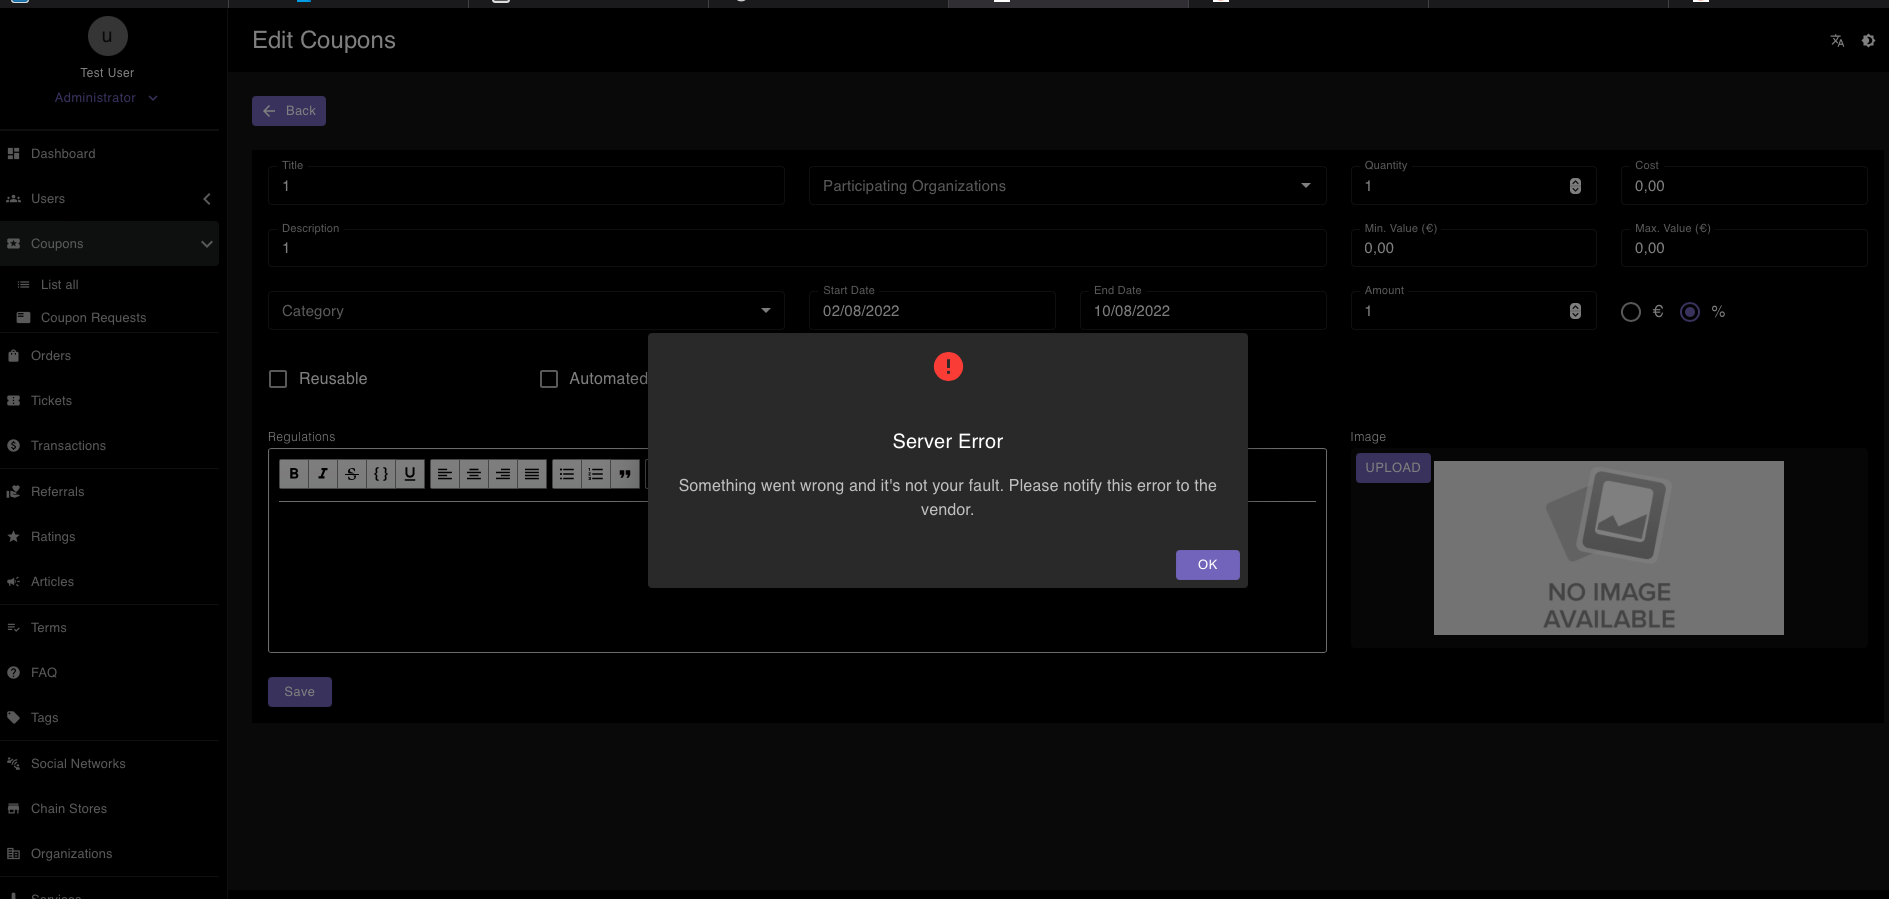 u
Test User
Administrator
Dashboard
Users
Coupons
List all
Coupon Requests
Orders
Tickets
Transactions
Referrals
Ratings
Articles
Terms
FAQ
Tags
Social Networks
Chain Stores
Organizations
Services
Edit Coupons
Back
Title
1
Participating Organizations
Quantity
1
Cost
0,00
Description
1
Min. Value (€)
0,00
Max. Value (€)
0,00
Category
Start Date
02/08/2022
End Date
10/08/2022
Amount
1
€
%
Reusable
Automated
Regulations
B I S { } U
Image
UPLOAD
NO IMAGE
AVAILABLE
Save
Server Error
Something went wrong and it's not your fault. Please notify this error to the
vendor.
OK